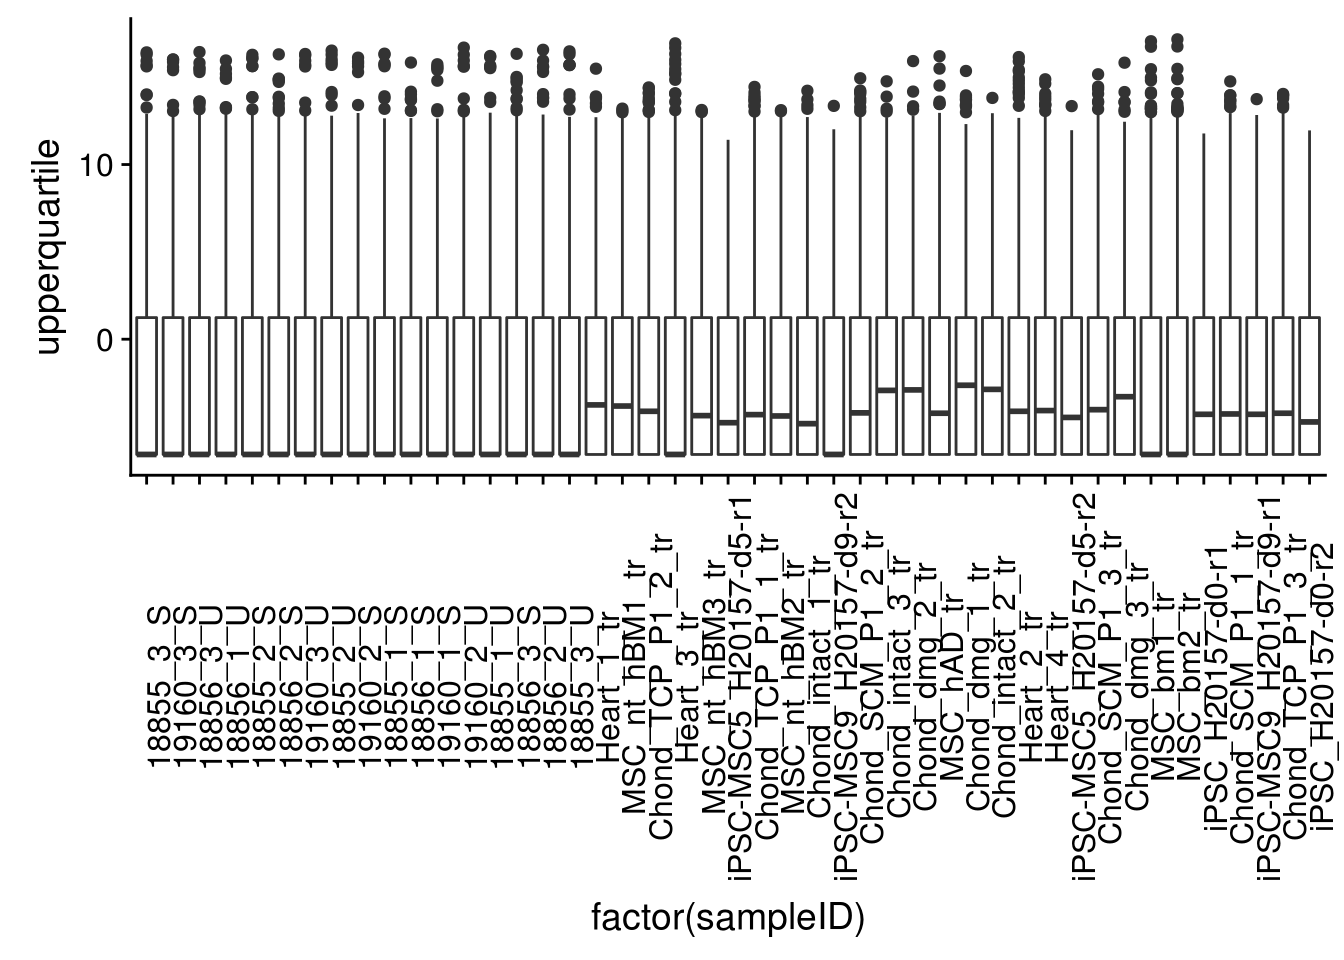 upperquartile
10
0
18855_3_S
19160_3_S
18856_3_U
18856_1_U
18855_2_S
18856_2_S
19160_3_U
18855_2_U
19160_2_S
18855_1_S
18856_1_S
19160_1_S
19160_2_U
18855_1_U
18856_3_S
18856_2_U
18855_3_U
Heart_1_tr
MSC_nt_hBM1_tr
Chond_TCP_P1_2_tr
Heart_3_tr
MSC_nt_hBM3_tr
iPSC-MSC5_H20157-d5-r1
Chond_TCP_P1_1_tr
MSC_nt_hBM2_tr
Chond_intact_1_tr
iPSC-MSC9_H20157-d9-r2
Chond_SCM_P1_2_tr
Chond_intact_3_tr
Chond_dmg_2_tr
MSC_hAD_tr
Chond_dmg_1_tr
Chond_intact_2_tr
Heart_2_tr
Heart_4_tr
iPSC-MSC5_H20157-d5-r2
Chond_SCM_P1_3_tr
Chond_dmg_3_tr
MSC_bm1_tr
MSC_bm2_tr
iPSC_H20157-d0-r1
Chond_SCM_P1_1_tr
iPSC-MSC9_H20157-d9-r1
Chond_TCP_P1_3_tr
iPSC_H20157-d0-r2
factor(sampleID)